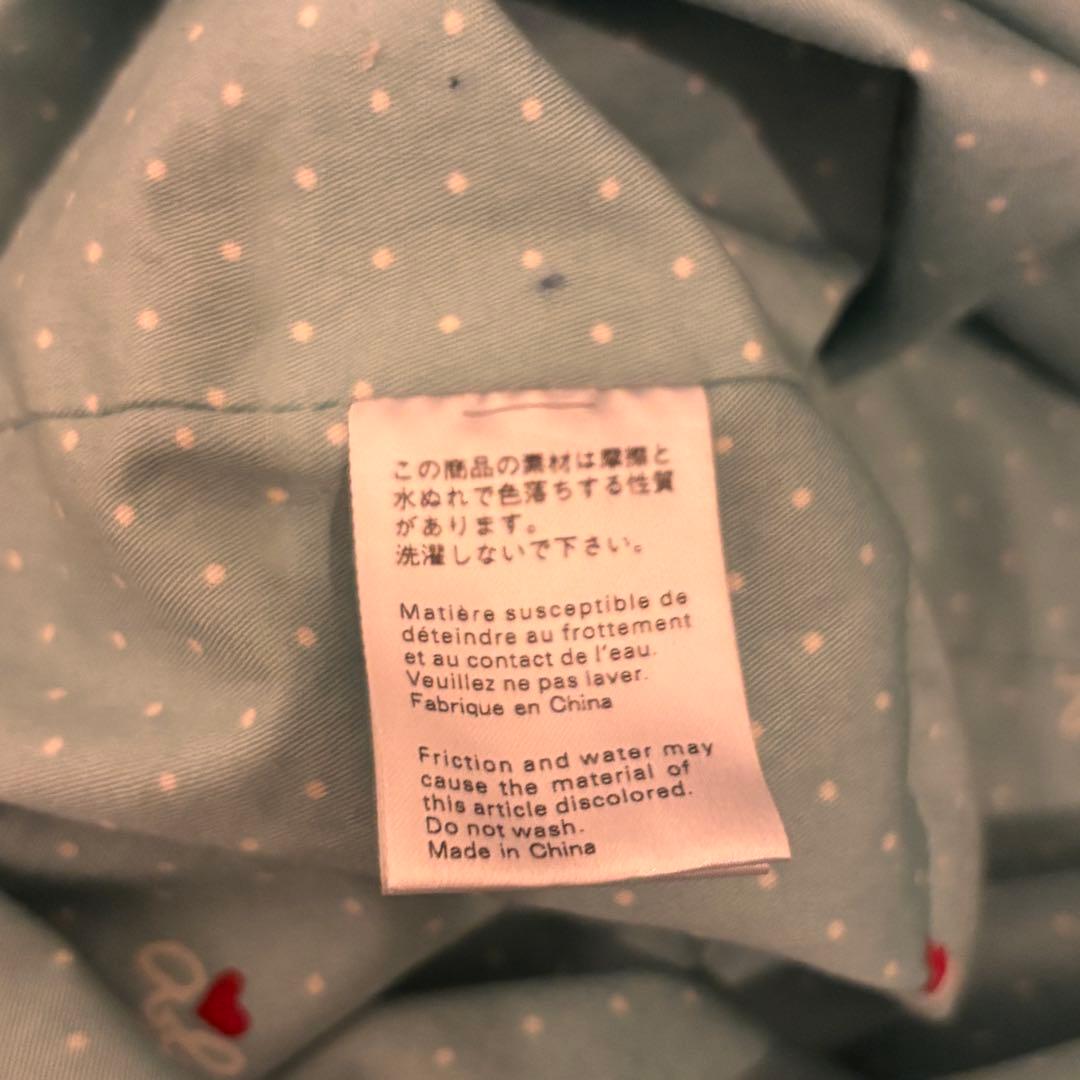 この商品の素材は摩擦と
水ぬれで色落ちする性質
があります。
洗濯しないで下さい。
Matière susceptible de
déteindre au frottement
et au contact de l'eau.
Veuillez ne pas laver.
Fabrique en China
Friction and water may
cause the material of
this article discolored.
Do not wash.
Made in China